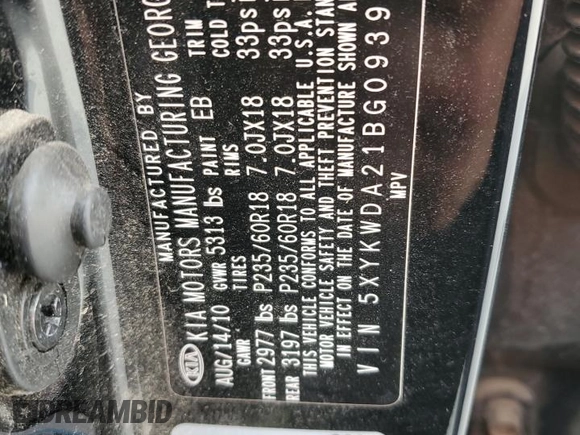 MANUFACTURED BY
KIA KIA MOTORS MANUFACTURING GEORG
AUG/14/10 GVWR 5313 lbs PAINT EB TRIM
GAWR TIRES RIMS COLD T
FRONT 2977 lbs P235/60R18 7.0JX18 33psi
REAR 3197 lbs P235/60R18 7.0JX18 33psi
THIS VEHICLE CONFORMS TO ALL APPLICABLE U.S.A.
MOTOR VEHICLE SAFETY AND THEFT PREVENTION STAN
IN EFFECT ON THE DATE OF MANUFACTURE SHOWN A
VIN 5XYKWDA21BG0939
MPV
DREAMBID